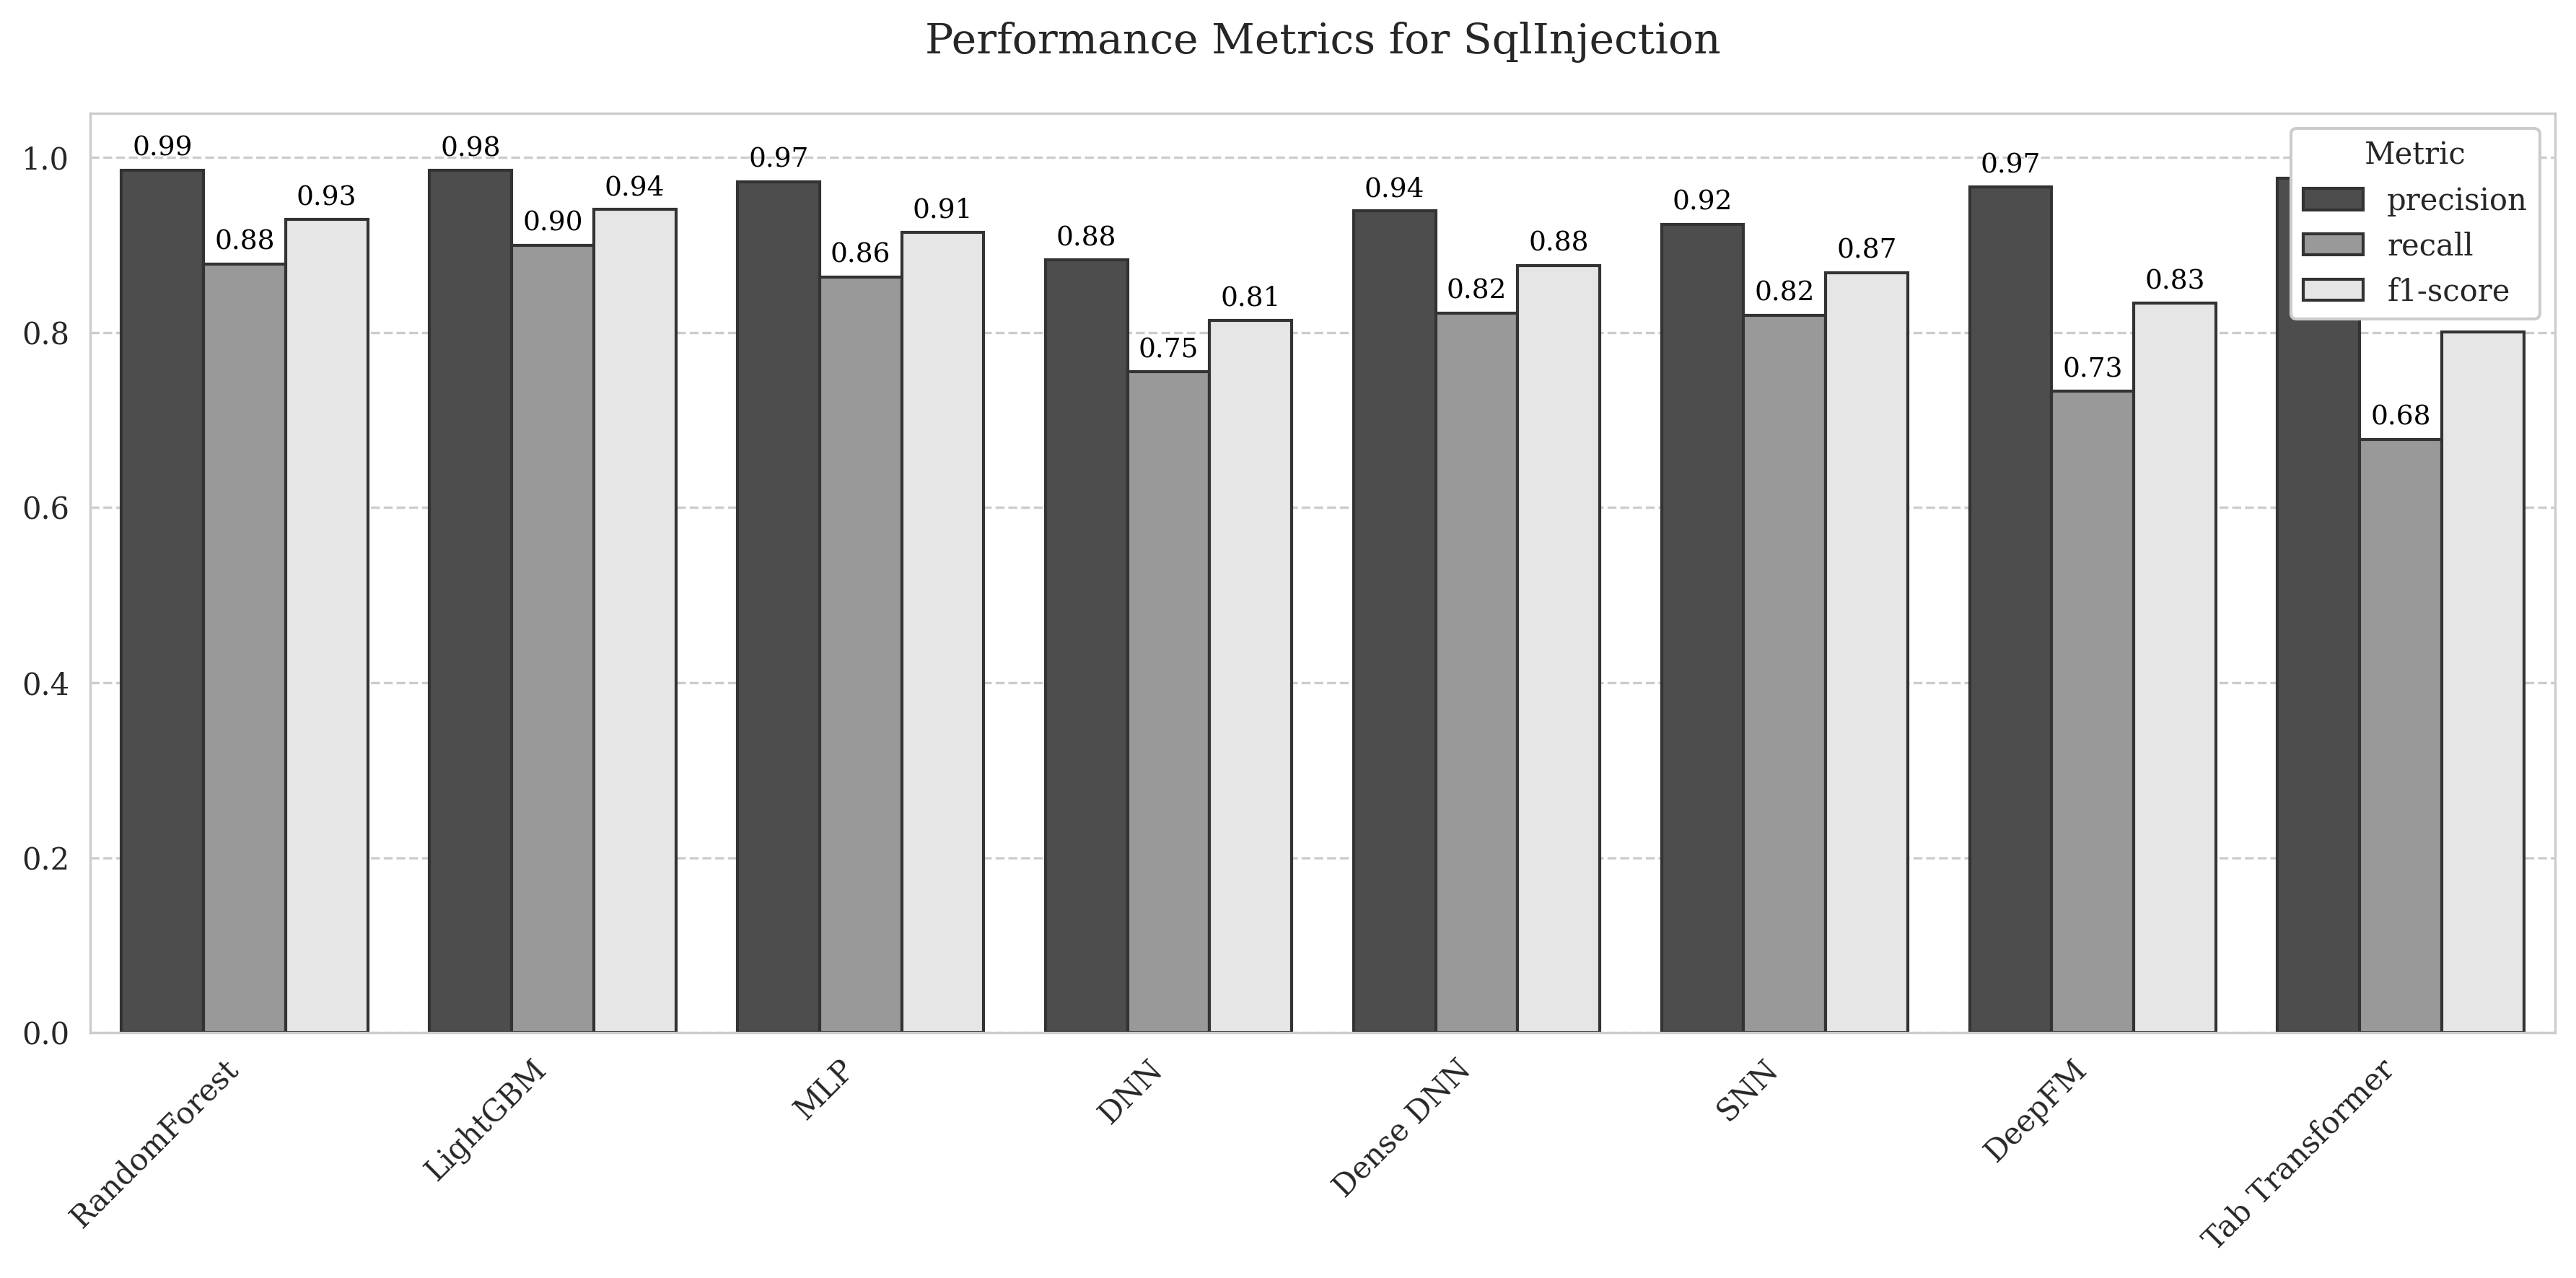 Performance Metrics for SqlInjection
Metric
precision
recall
f1-score
1.0
0.8
0.6
0.4
0.2
0.0
0.99
0.88
0.93
0.98
0.90
0.94
0.97
0.86
0.91
0.88
0.75
0.81
0.94
0.82
0.88
0.92
0.82
0.87
0.97
0.73
0.83
0.68
RandomForest
LightGBM
MLP
DNN
Dense DNN
SNN
DeepFM
Tab Transformer